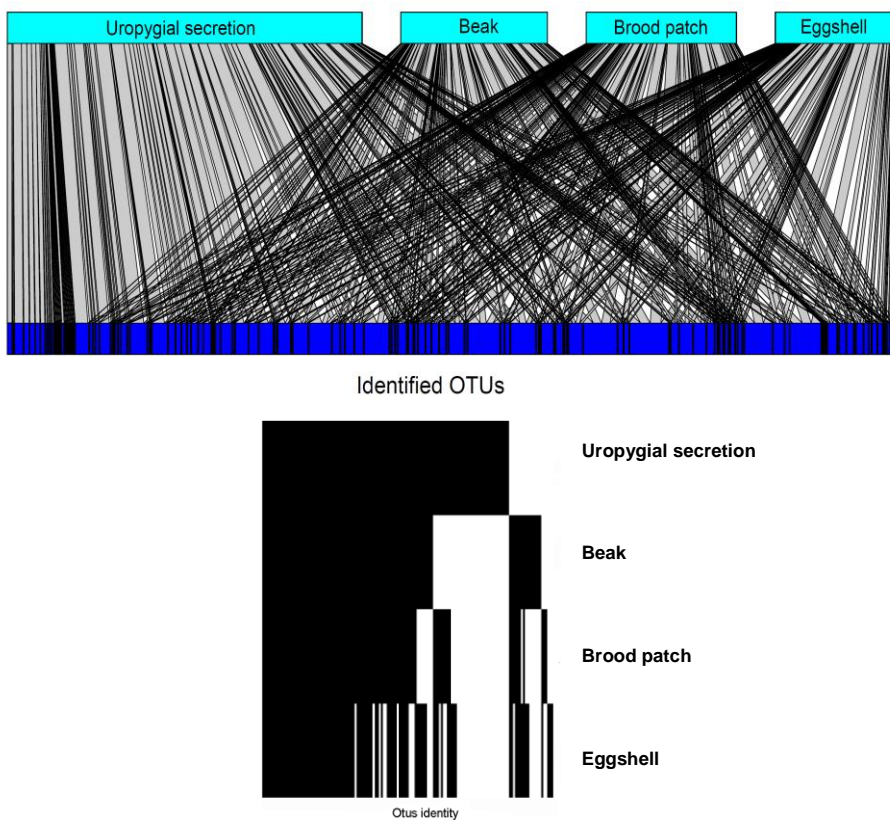 Uropygial secretion Beak Brood patch Eggshell
Identified OTUs
Uropygial secretion
Beak
Brood patch
Eggshell
Otus identity